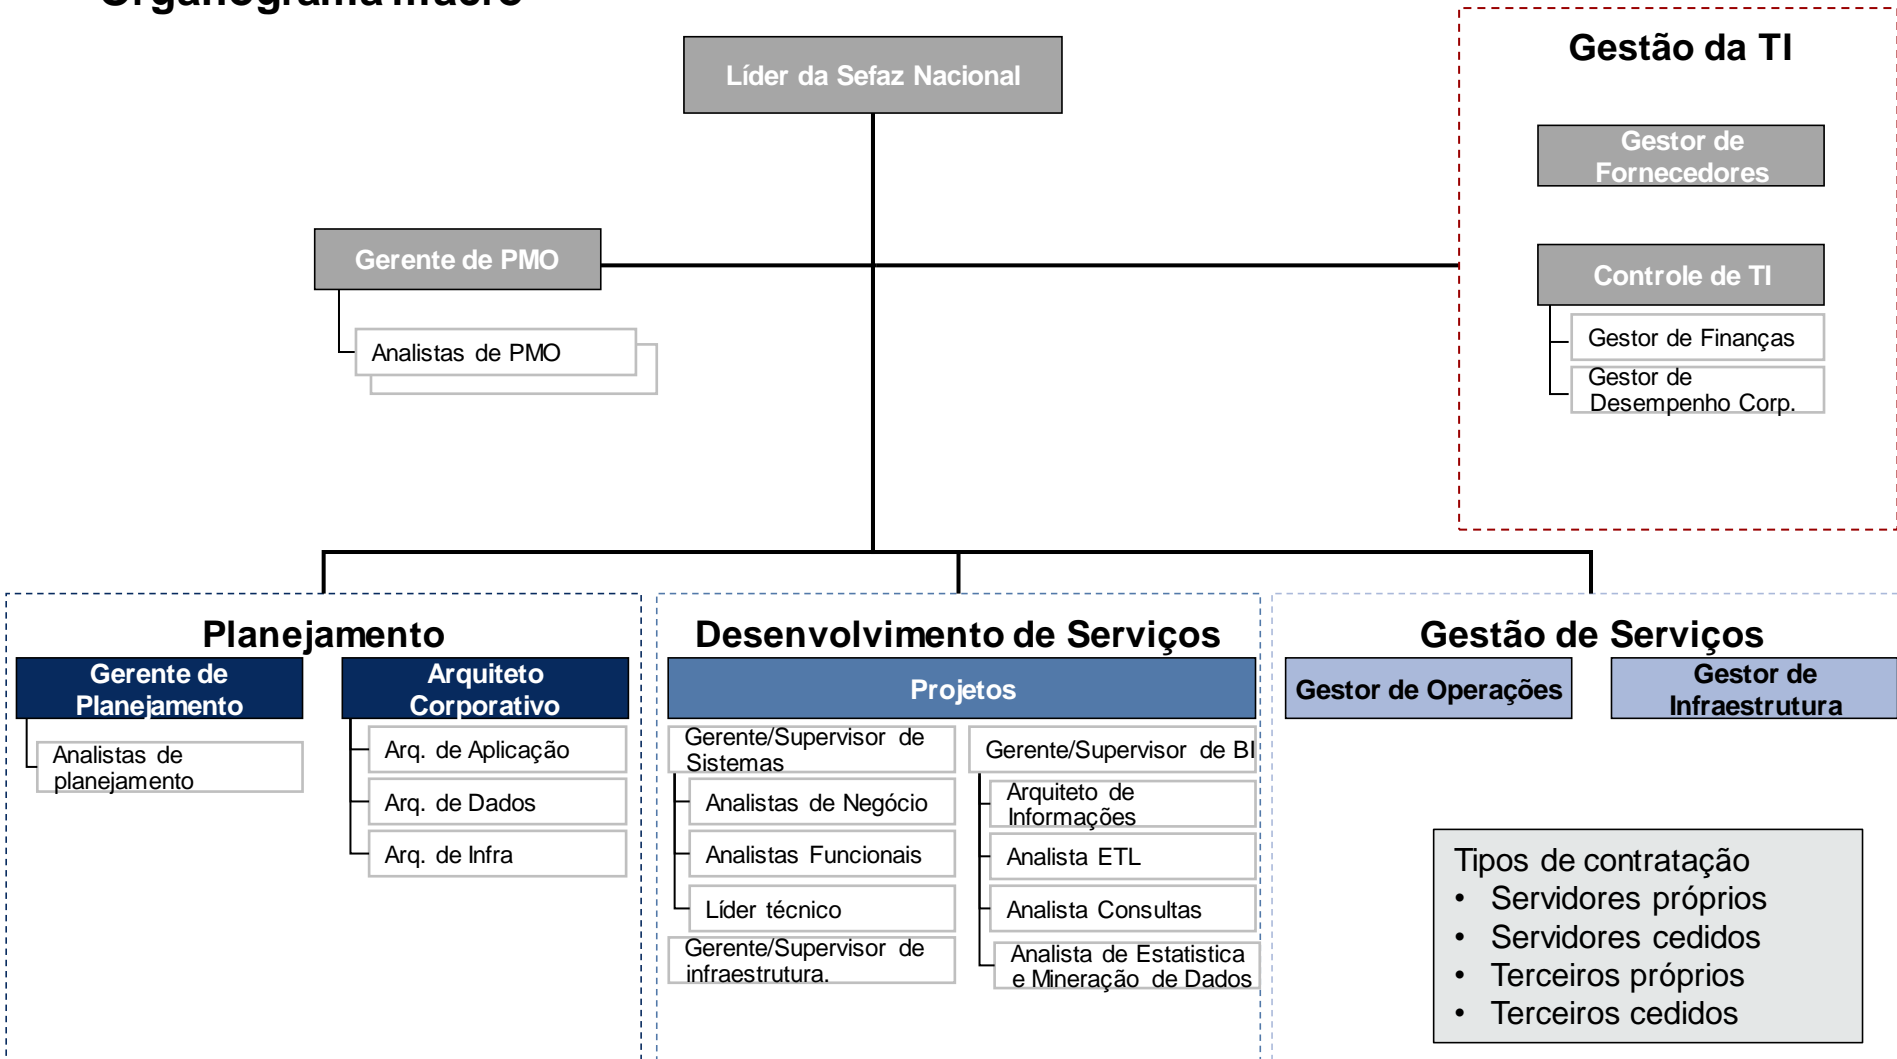 Organograma macro
Líder da Sefaz Nacional
Gestão da TI
Gestor de
Fornecedores
Gerente de PMO
Analistas de PMO
Controle de TI
Gestor de Finanças
Gestor de
Desempenho Corp.
Planejamento
Gerente de
Planejamento
Analistas de
planejamento
Arquiteto
Corporativo
Arq. de Aplicação
Arq. de Dados
Arq. de Infra
Desenvolvimento de Serviços
Projetos
Gerente/Supervisor de
Sistemas
Analistas de Negócio
Analistas Funcionais
Líder técnico
Gerente/Supervisor de
infraestrutura.
Gerente/Supervisor de BI
Arquiteto de
Informações
Analista ETL
Analista Consultas
Analista de Estatistica
e Mineração de Dados
Gestão de Serviços
Gestor de Operações
Gestor de
Infraestrutura
Tipos de contratação
• Servidores próprios
• Servidores cedidos
• Terceiros próprios
• Terceiros cedidos